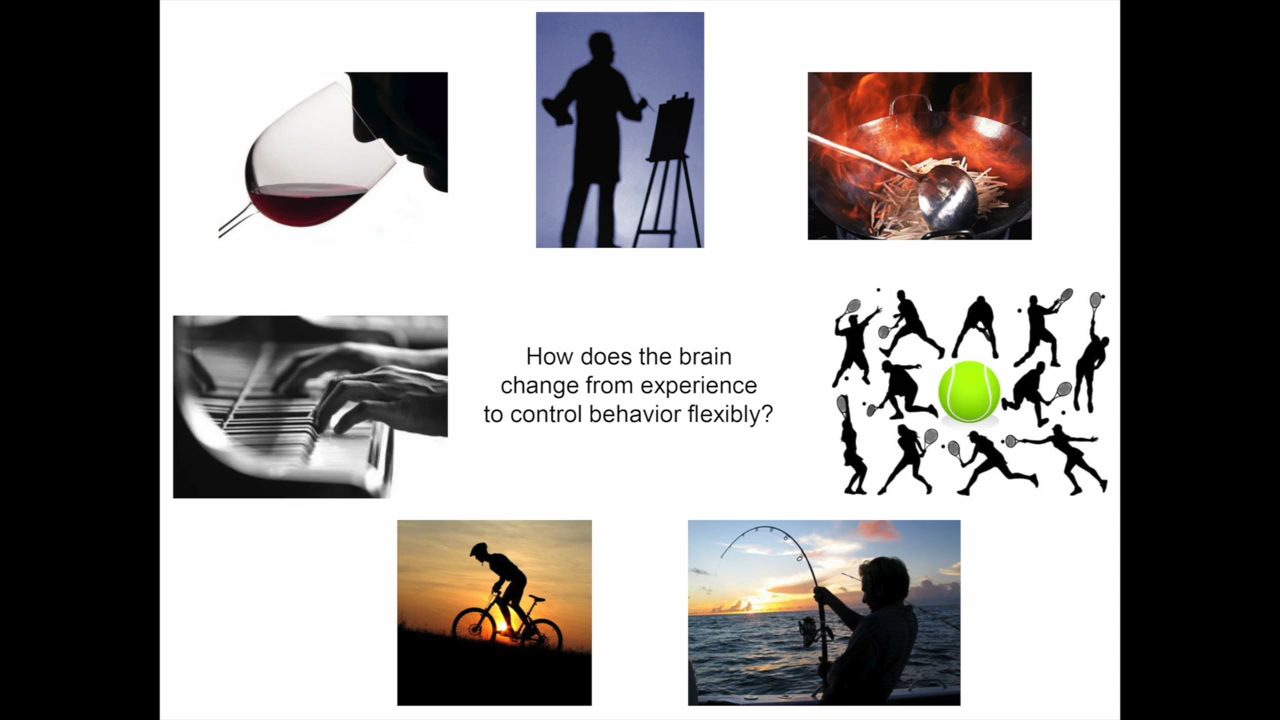 How does the brain
change from experience
to control behavior flexibly?